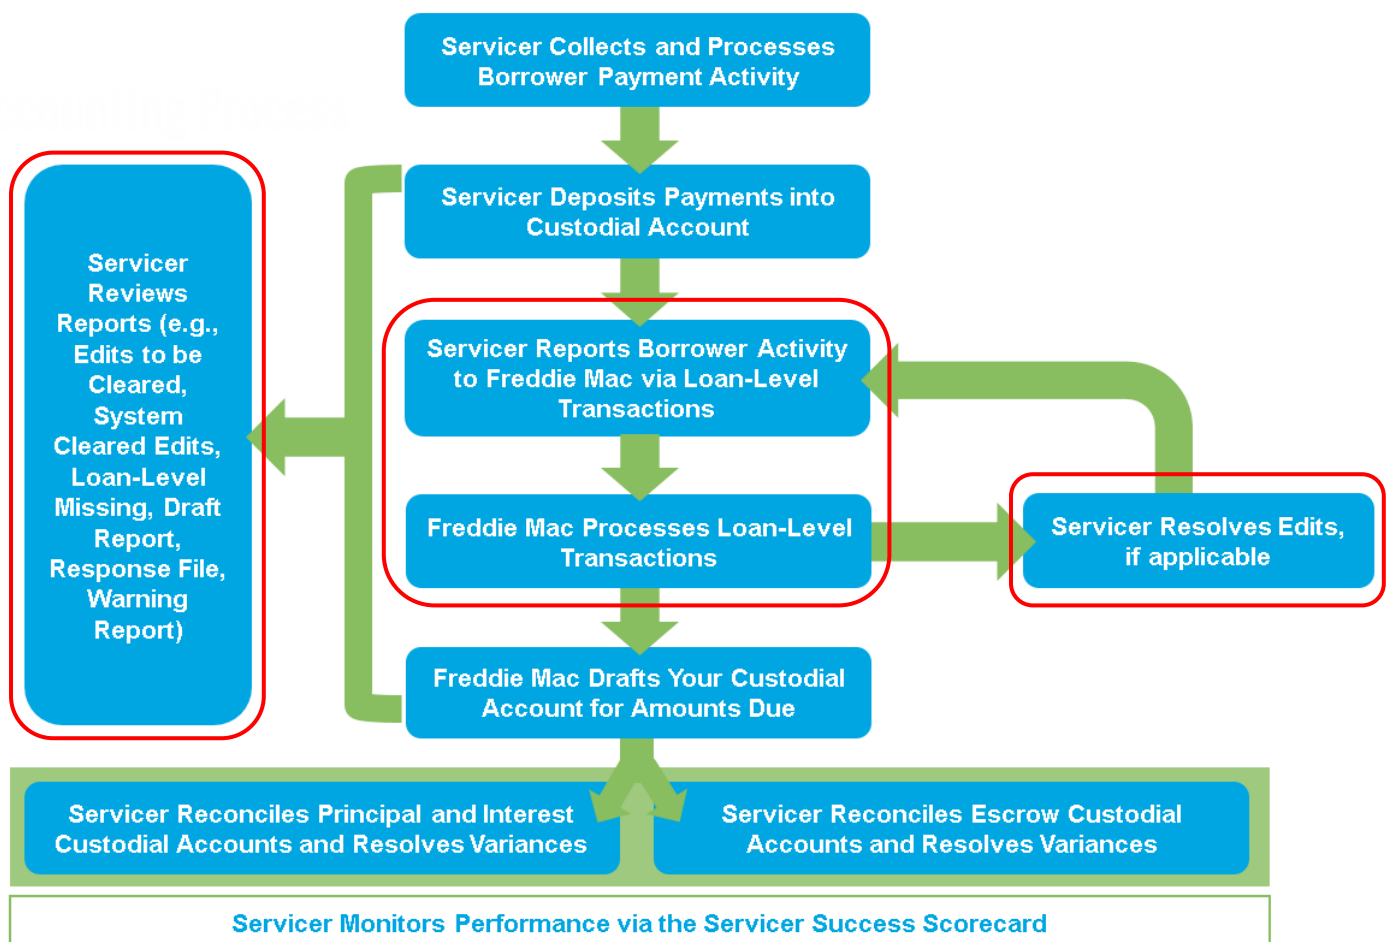 Servicer Collects and Processes
Borrower Payment Activity
Servicer Deposits Payments into
Custodial Account
Servicer
Reviews
Reports (e.g.,
Edits to be
Cleared,
System
Cleared Edits,
Loan-Level
Missing, Draft
Report,
Response File,
Warning
Report)
Servicer Reports Borrower Activity
to Freddie Mac via Loan-Level
Transactions
Freddie Mac Processes Loan-Level
Transactions
Servicer Resolves Edits,
if applicable
Freddie Mac Drafts Your Custodial
Account for Amounts Due
Servicer Reconciles Principal and Interest
Custodial Accounts and Resolves Variances
Servicer Reconciles Escrow Custodial
Accounts and Resolves Variances
Servicer Monitors Performance via the Servicer Success Scorecard